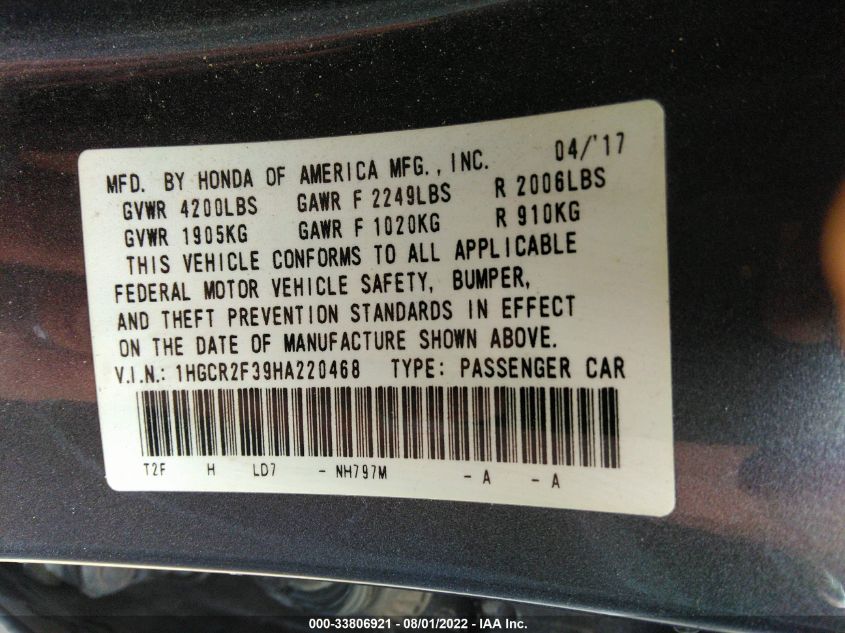 MFD. BY HONDA OF AMERICA MFG., INC. 04/'17
GVWR 4200LBS GAWR F 2249LBS R 2006LBS
GVWR 1905KG GAWR F 1020KG R 910KG
THIS VEHICLE CONFORMS TO ALL APPLICABLE
FEDERAL MOTOR VEHICLE SAFETY, BUMPER,
AND THEFT PREVENTION STANDARDS IN EFFECT
ON THE DATE OF MANUFACTURE SHOWN ABOVE.
V.I.N.: 1HGCR2F39HA220468 TYPE: PASSENGER CAR
T2F H LD7 - NH797M - A - A
000-33806921 - 08/01/2022 - IAA Inc.